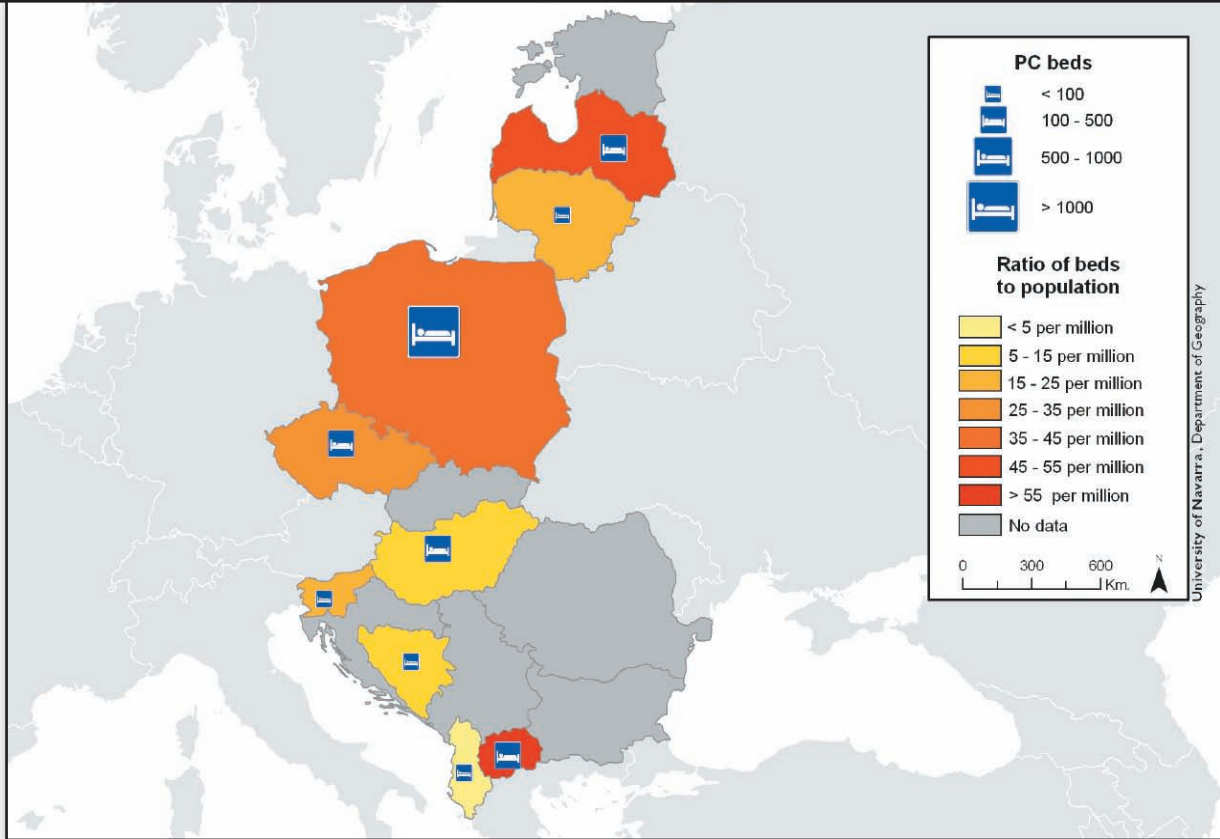 PC beds
< 100
100 - 500
500 - 1000
> 1000
Ratio of beds
to population
< 5 per million
5 - 15 per million
15 - 25 per million
25 - 35 per million
35 - 45 per million
45 - 55 per million
> 55 per million
No data
0 300 600
Km.
N
University of Navarra, Department of Geography